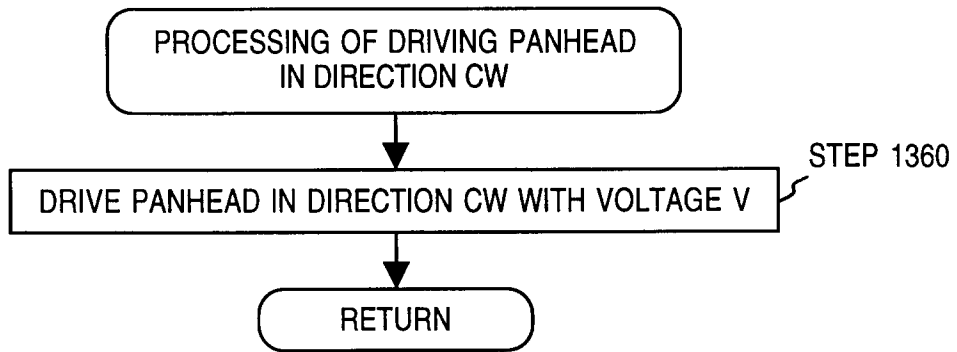 PROCESSING OF DRIVING PANHEAD
IN DIRECTION CW
STEP 1360
DRIVE PANHEAD IN DIRECTION CW WITH VOLTAGE V
RETURN